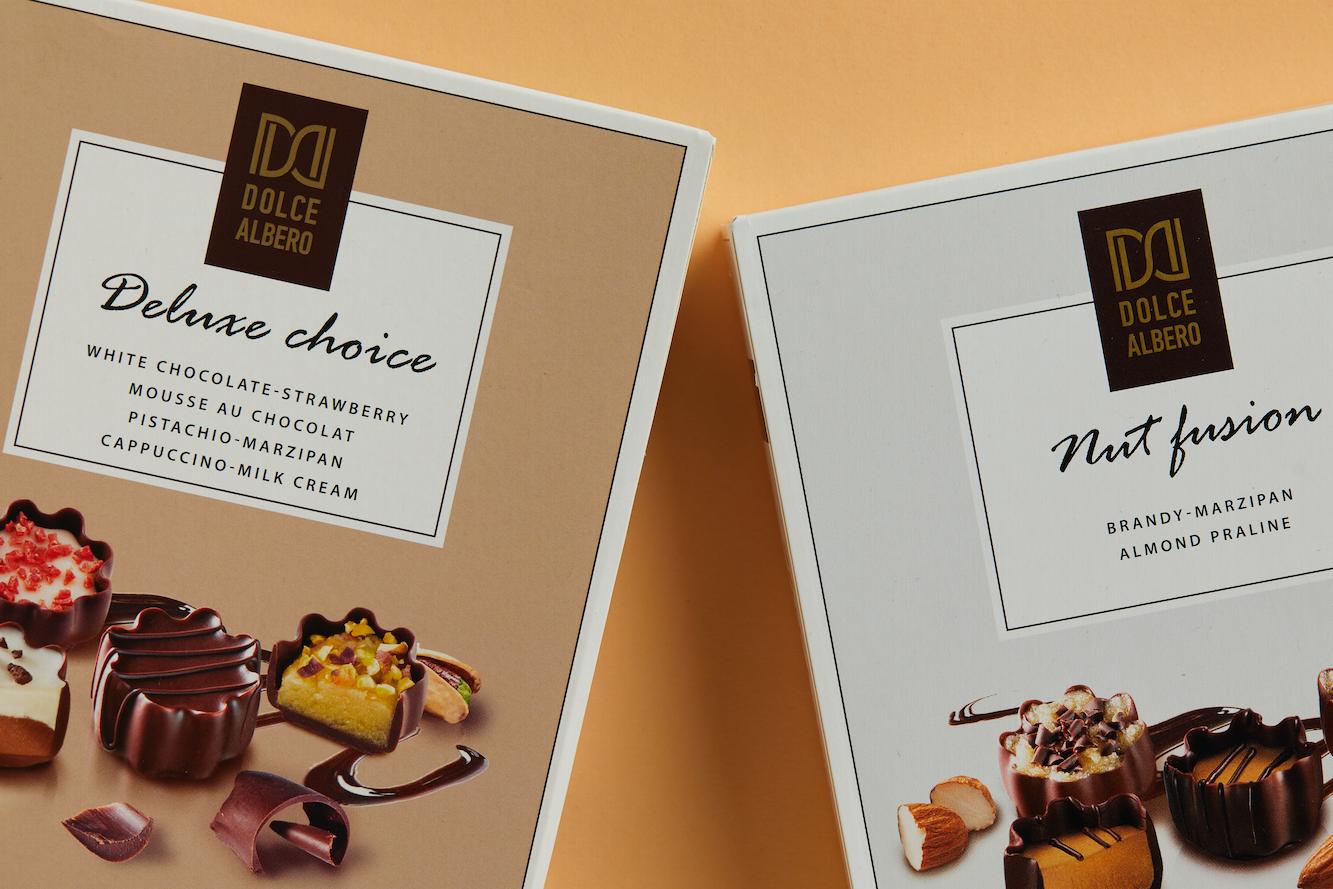 DOLCE
ALBERO
Deluxe choice
WHITE CHOCOLATE-STRAWBERRY
MOUSSE AU CHOCOLAT
PISTACHIO-MARZIPAN
CAPPUCCINO-MILK CREAM
DOLCE
ALBERO
Nut fusion
BRANDY-MARZIPAN
ALMOND PRALINE